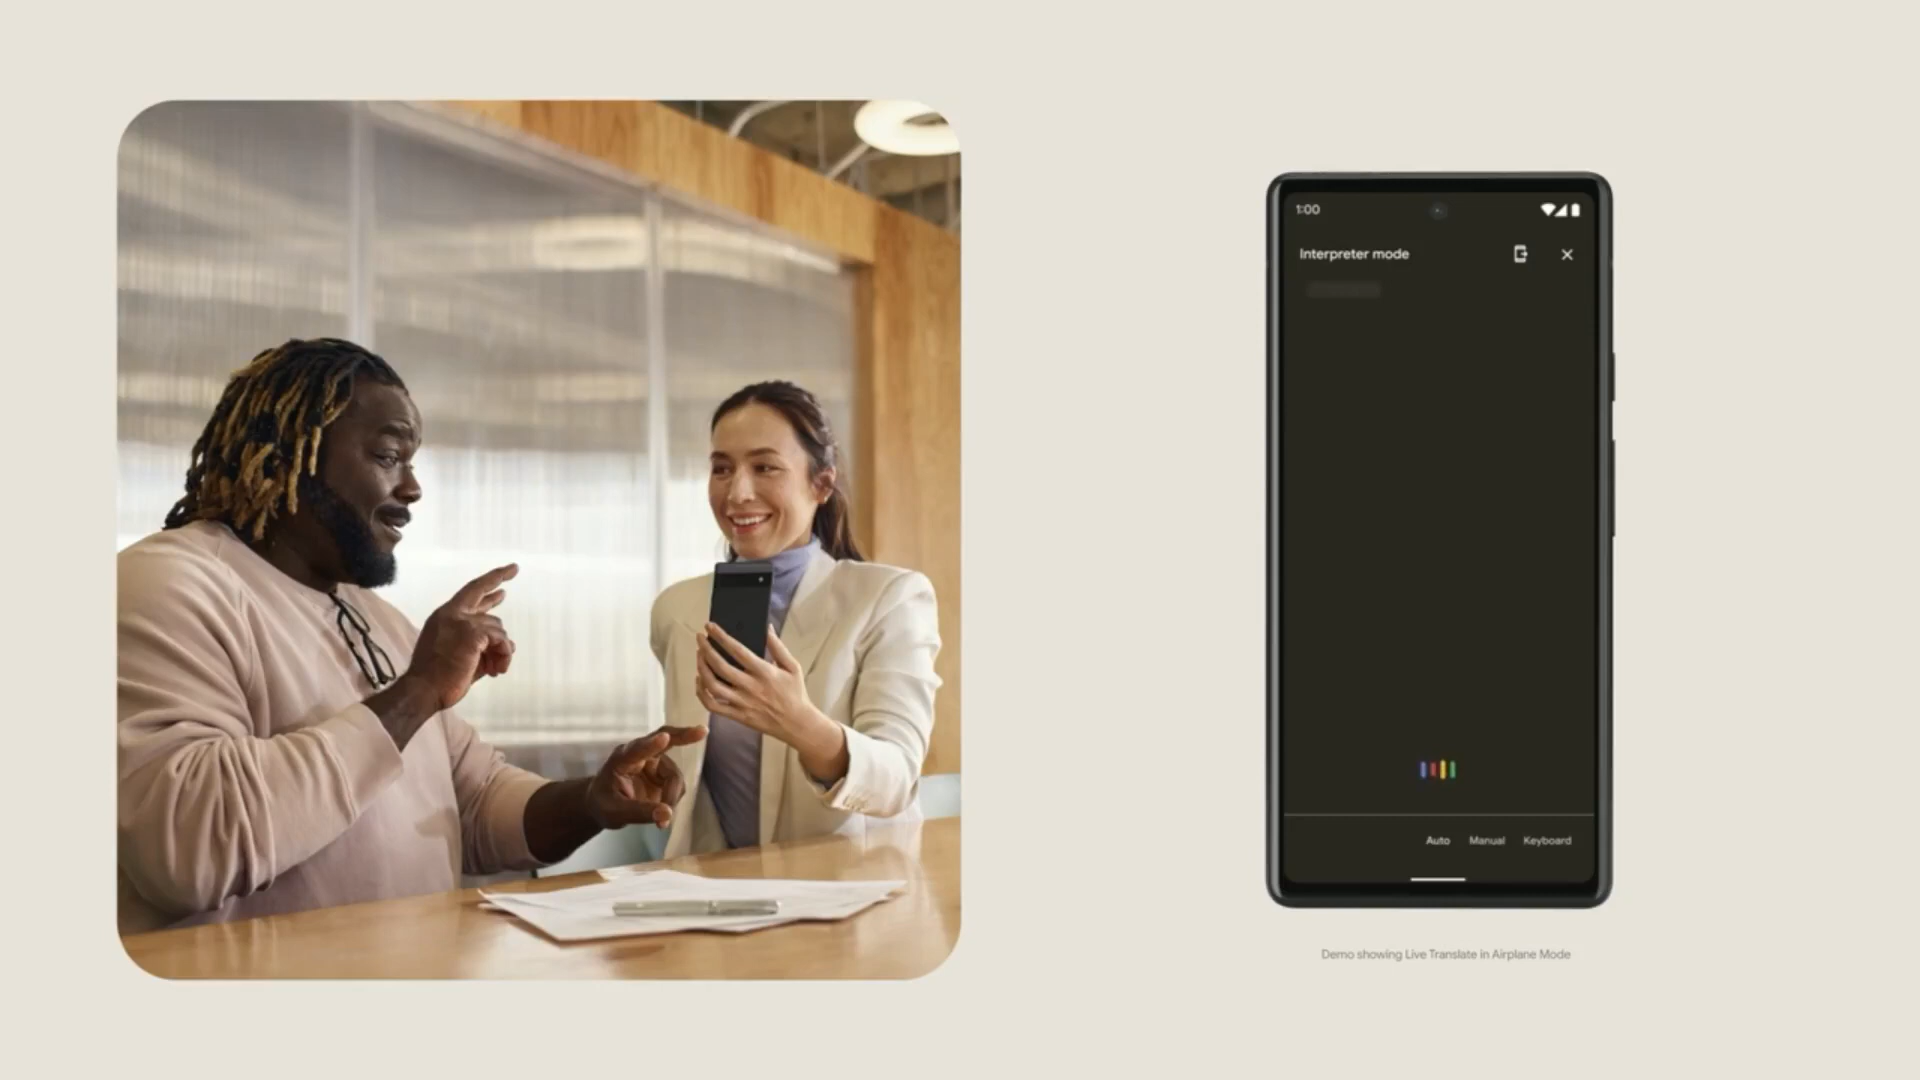 1:00
Interpreter mode
Auto Manual Keyboard
Demo showing Live Translate in Airplane Mode